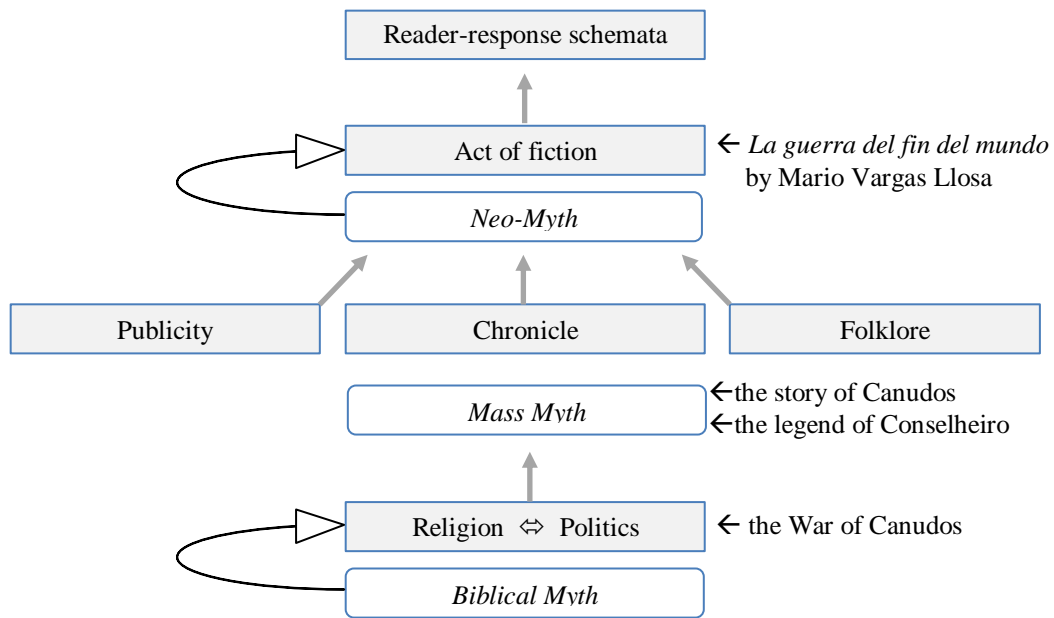 Reader-response schemata
Act of fiction
← La guerra del fin del mundo
by Mario Vargas Llosa
Neo-Myth
Publicity
Chronicle
Folklore
Mass Myth
←the story of Canudos
←the legend of Conselheiro
Religion ⇔ Politics
← the War of Canudos
Biblical Myth